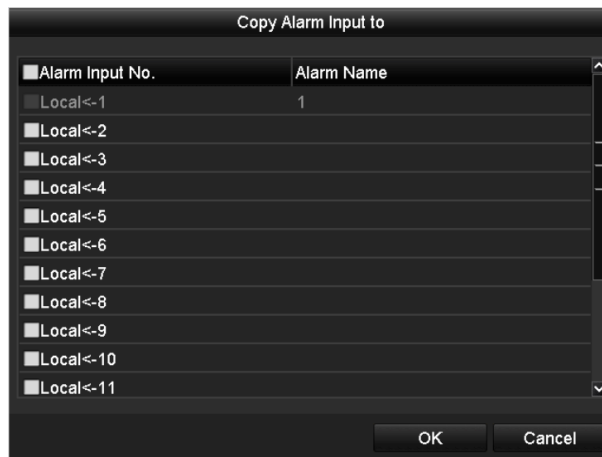 Copy Alarm Input to
Alarm Input No. Alarm Name
Local<-1 1
Local<-2
Local<-3
Local<-4
Local<-5
Local<-6
Local<-7
Local<-8
Local<-9
Local<-10
Local<-11
OK Cancel